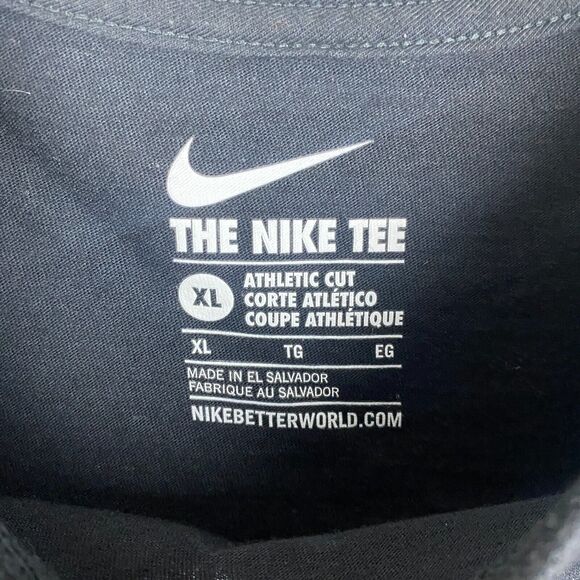 THE NIKE TEE
XL
ATHLETIC CUT
CORTE ATLÉTICO
COUPE ATHLÉTIQUE
XL TG EG
MADE IN EL SALVADOR
FABRIQUE AU SALVADOR
NIKEBETTERWORLD.COM